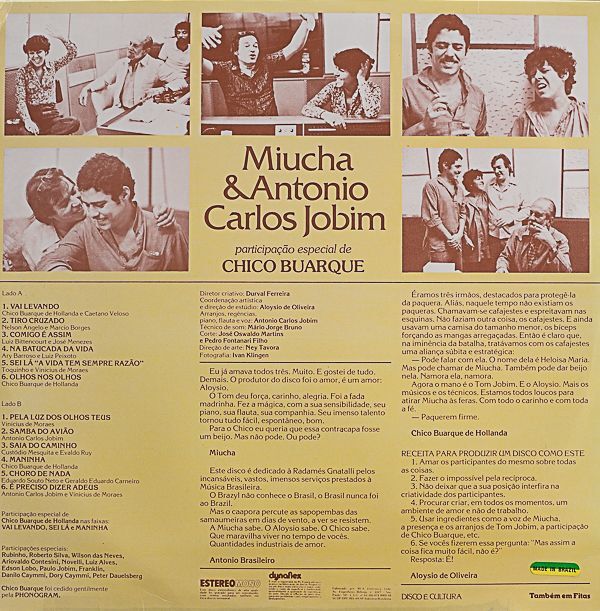 Miucha
& Antonio
Carlos Jobim
participação especial de
CHICO BUARQUE
Lado A
1. VAI LEVANDO
Chico Buarque de Hollanda e Caetano Veloso
2. TIRO CRUZADO
Nelson Angelo e Marcio Borges
3. COMIGO É ASSIM
Luiz Bittencourt e José Menezes
4. NA BATUCADA DA VIDA
Ary Barroso e Luiz Peixoto
5. SEI LÁ "A VIDA TEM SEMPRE RAZÃO"
Toquinho e Vinicius de Moraes
6. OLHOS NOS OLHOS
Chico Buarque de Hollanda
Lado B
1. PELA LUZ DOS OLHOS TEUS
Vinicius de Moraes
2. SAMBA DO AVIÃO
Antonio Carlos Jobim
3. SAIA DO CAMINHO
Custódio Mesquita e Evaldo Ruy
4. MANINHA
Chico Buarque de Hollanda
5. CHORO DE NADA
Eduardo Souto Neto e Geraldo Eduardo Carneiro
6. É PRECISO DIZER ADEUS
Antonio Carlos Jobim e Vinicius de Moraes
Participação especial de
Chico Buarque de Hollanda nas faixas:
VAI LEVANDO, SEI LÁ e MANINHA
Participações especiais:
Rubinho, Roberto Silva, Wilson das Neves,
Ariovaldo Contesini, Novelli, Luiz Alves,
Edson Lobo, Paulo Jobim, Franklin,
Danilo Caymmi, Dory Caymmi, Peter Dauelsberg
Chico Buarque foi cedido gentilmente
pela PHONOGRAM.
Diretor criativo: Durval Ferreira
Coordenação artística
e direção de estúdio: Aloysio de Oliveira
Arranjos, regências,
piano, flauta e voz: Antonio Carlos Jobim
Técnico de som: Mário Jorge Bruno
Corte: José Oswaldo Martins
e Pedro Fontanari Filho
Direção de arte: Ney Tavora
Fotografia: Ivan Klingen
Eu já amava todos três. Muito. E gostei de tudo.
Demais. O produtor do disco foi o amor, é um amor:
Aloysio.
O Tom deu força, carinho, alegria. Foi a fada
madrinha. Fez a mágica, com a sua sensibilidade, seu
piano, sua flauta, sua companhia. Seu imenso talento
tornou tudo fácil, espontâneo, bom.
Para o Chico eu queria que essa contracapa fosse
um beijo. Mas não pode. Ou pode?
Miucha
Este disco é dedicado à Radamés Gnatalli pelos
incansáveis, vastos, imensos serviços prestados à
Música Brasileira.
O Brazyl não conhece o Brasil, o Brasil nunca foi
ao Brazil.
Mas o caapora percute as sapopembas das
samaumeiras em dias de vento, a ver se resistem.
A Miucha sabe. O Aloysio sabe. O Chico sabe.
Que maravilha viver no tempo de vocês.
Quantidades industriais de amor.
Antonio Brasileiro
ESTEREO MONO
dynaflex
Éramos três irmãos, destacados para protegê-la
da paquera. Aliás, naquele tempo não existiam os
paqueras. Chamavam-se cafajestes e espreitavam nas
esquinas. Não faziam outra coisa, os cafajestes. E ainda
usavam uma camisa do tamanho menor, os bíceps
forçando as mangas arregaçadas. Então é claro que,
na iminência da batalha, tratávamos com os cafajestes
uma aliança súbita e estratégica:
— Pode falar com ela. O nome dela é Heloisa Maria.
Mas pode chamar de Miucha. Também pode dar beijo
nela. Namora ela, namora.
Agora o mano é o Tom Jobim. E o Aloysio. Mais os
músicos e os técnicos. Estamos todos loucos para
atirar Miucha às feras. Com todo o carinho e com toda
a fé.
— Paquerem firme.
Chico Buarque de Hollanda
RECEITA PARA PRODUZIR UM DISCO COMO ESTE
1. Amar os participantes do mesmo sobre todas
as coisas.
2. Fazer o impossível pela recíproca.
3. Não deixar que a sua posição interfira na
criatividade dos participantes.
4. Procurar criar, em todos os momentos, um
ambiente de amor e não de trabalho.
5. Usar ingredientes como a voz de Miucha,
a presença e os arranjos de Tom Jobim, a participação
de Chico Buarque, etc.
6. Se vocês fizerem essa pergunta: "Mas assim a
coisa fica muito fácil, não é?"
Resposta: É!
Aloysio de Oliveira
MADE IN BRAZIL
DISCO É CULTURA
Também em Fitas